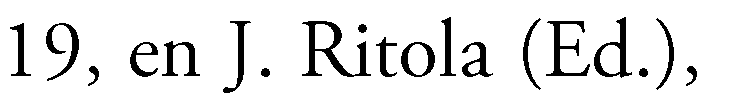 19, en J. Ritola (Ed.),